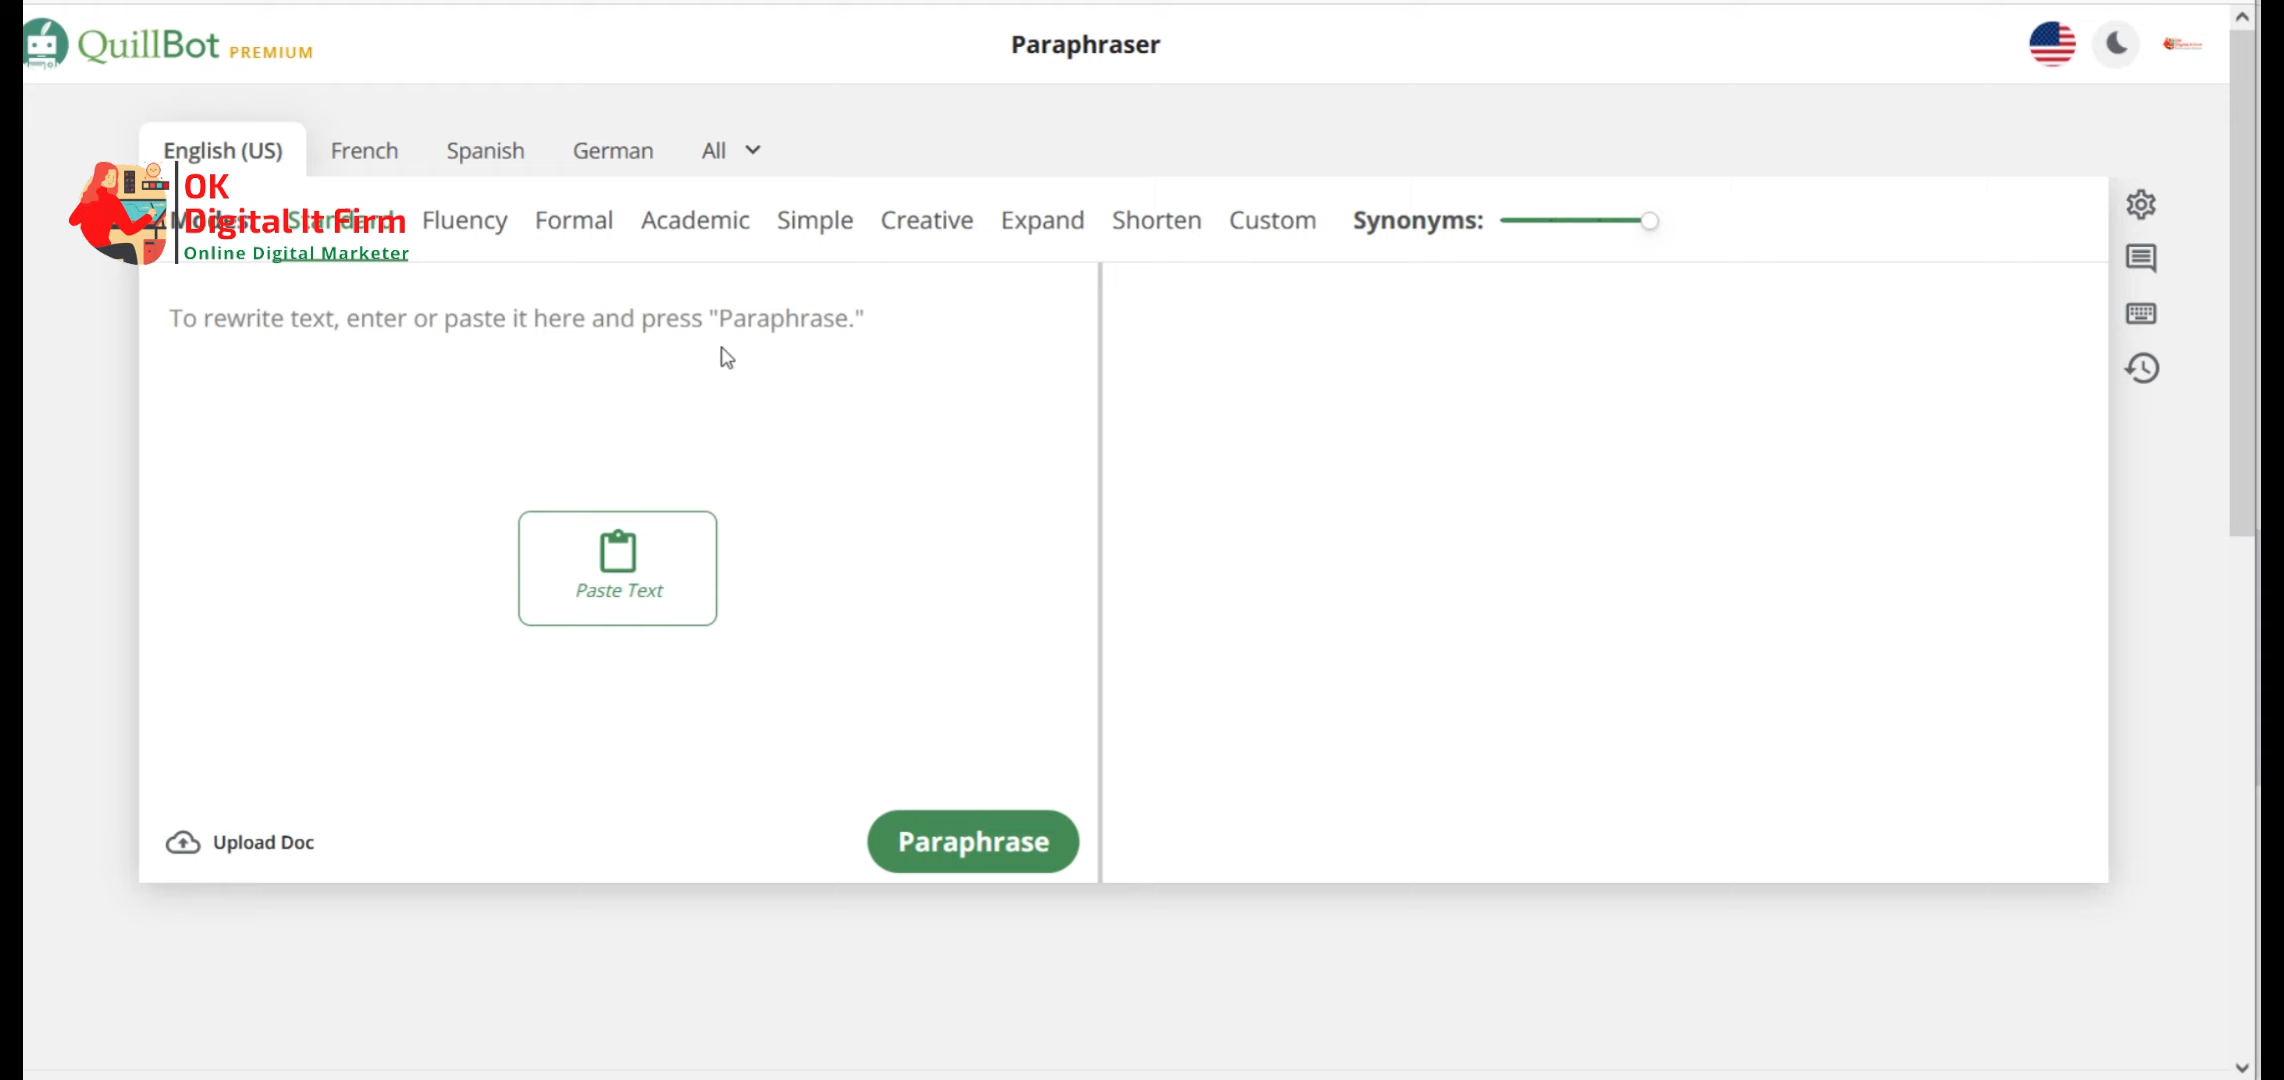 QuillBot PREMIUM
Paraphraser
English (US) French Spanish German All
OK
Digital It Firm
Online Digital Marketer
Modes: Standard Fluency Formal Academic Simple Creative Expand Shorten Custom Synonyms:
To rewrite text, enter or paste it here and press "Paraphrase."
Paste Text
Upload Doc
Paraphrase